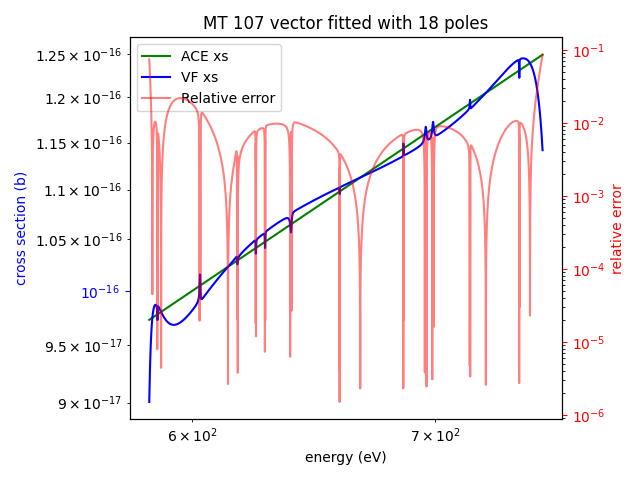 MT 107 vector fitted with 18 poles
ACE xs
VF xs
Relative error
1.25 × 10⁻¹⁶
1.2 × 10⁻¹⁶
1.15 × 10⁻¹⁶
1.1 × 10⁻¹⁶
1.05 × 10⁻¹⁶
10⁻¹⁶
9.5 × 10⁻¹⁷
9 × 10⁻¹⁷
cross section (b)
10⁻¹
10⁻²
10⁻³
10⁻⁴
10⁻⁵
10⁻⁶
relative error
6 × 10² 7 × 10²
energy (eV)